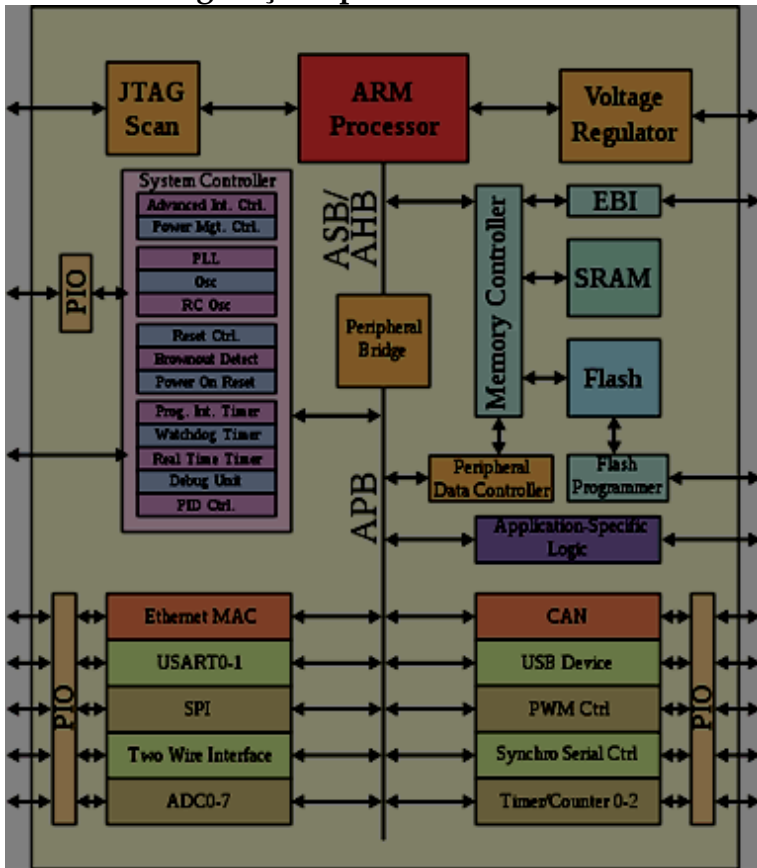 JTAG
Scan
ARM
Processor
Voltage
Regulator
System Controller
Advanced Int. Ctrl.
Power Mgt. Ctrl.
PLL
Osc
RC Osc
Reset Ctrl.
Brownout Detect
Power On Reset
Prog. Int. Timer
Watchdog Timer
Real Time Timer
Debug Unit
PID Ctrl.
PIO
ASB/
AHB
Peripheral
Bridge
APB
Memory Controller
EBI
SRAM
Flash
Peripheral
Data Controller
Flash
Programmer
Application-Specific
Logic
PIO
Ethernet MAC
USART0-1
SPI
Two Wire Interface
ADC0-7
CAN
USB Device
PWM Ctrl
Synchro Serial Ctrl
Timer/Counter 0-2
PIO